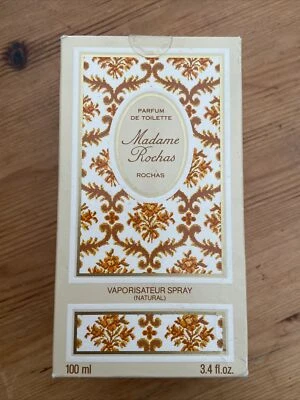 PARFUM
DE TOILETTE
Madame
Rochas
ROCHAS
VAPORISATEUR SPRAY
(NATURAL)
100 ml 3.4 fl.oz.